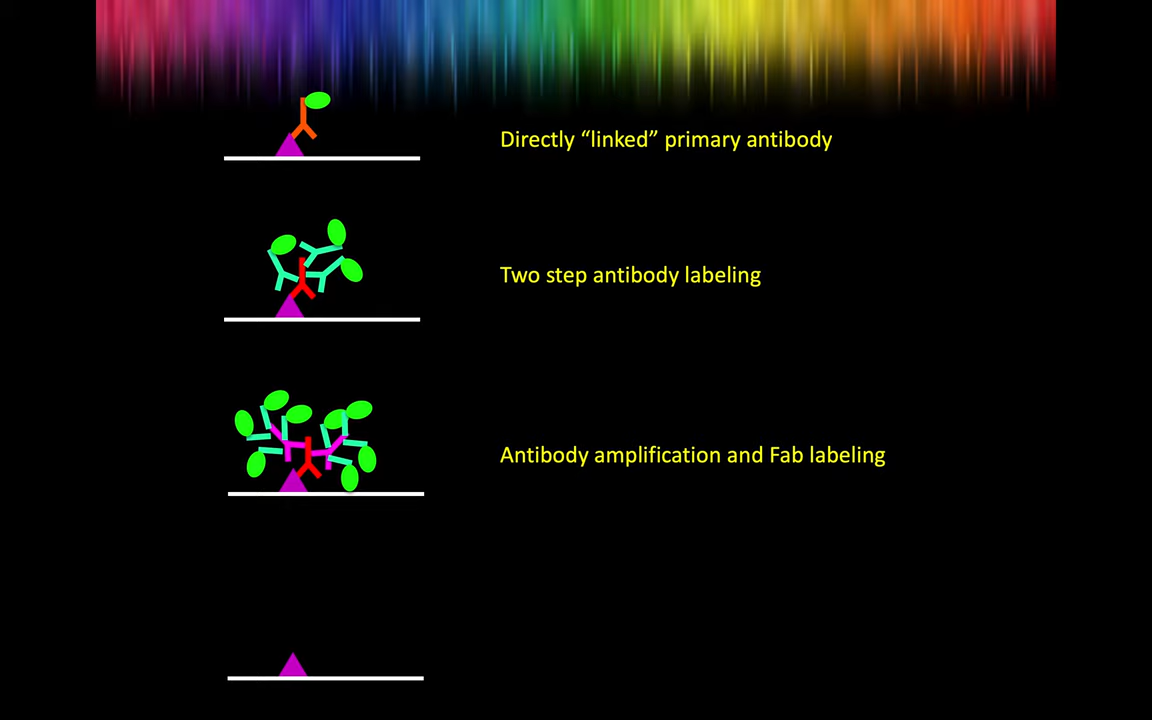 Directly “linked” primary antibody
Two step antibody labeling
Antibody amplification and Fab labeling